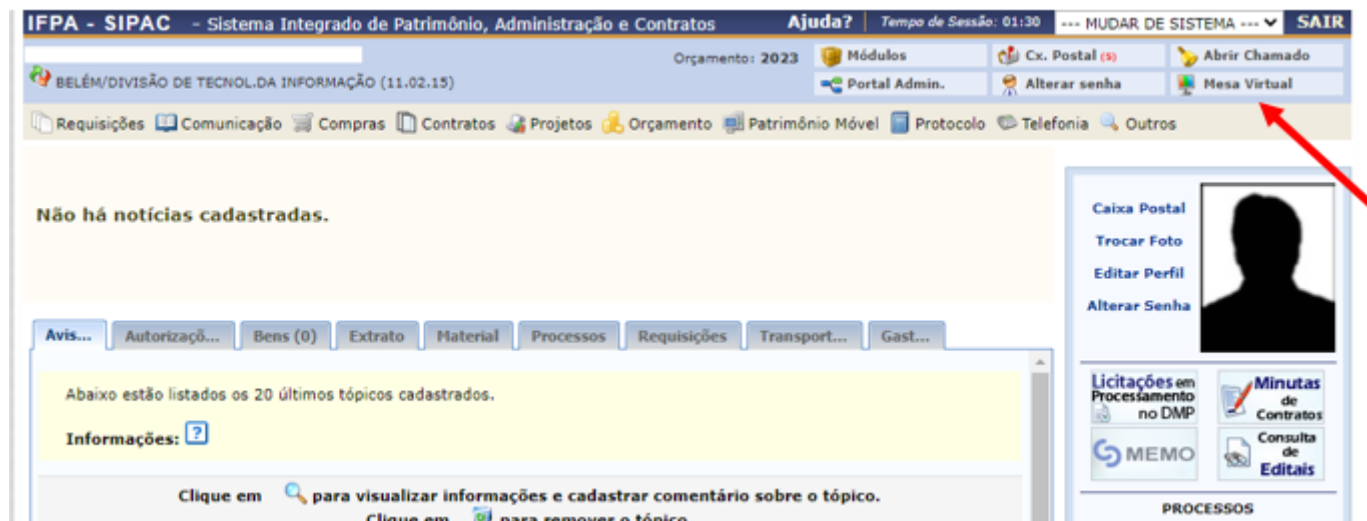 IFPA - SIPAC - Sistema Integrado de Patrimônio, Administração e Contratos Ajuda? Tempo de Sessão: 01:30 --- MUDAR DE SISTEMA --- SAIR
Orçamento: 2023 Módulos Cx. Postal (5) Abrir Chamado
BELÉM/DIVISÃO DE TECNOL.DA INFORMAÇÃO (11.02.15) Portal Admin. Alterar senha Mesa Virtual
Requisições Comunicação Compras Contratos Projetos Orçamento Patrimônio Móvel Protocolo Telefonia Outros
Não há notícias cadastradas.
Caixa Postal
Trocar Foto
Editar Perfil
Alterar Senha
Avis... Autorizaçõ... Bens (0) Extrato Material Processos Requisições Transport... Gast...
Abaixo estão listados os 20 últimos tópicos cadastrados.
Informações: ?
Clique em para visualizar informações e cadastrar comentário sobre o tópico.
Clique em para remover o tópico.
Licitações em
Processamento
no DMP
Minutas
de
Contratos
MEMO
Consulta
de
Editais
PROCESSOS